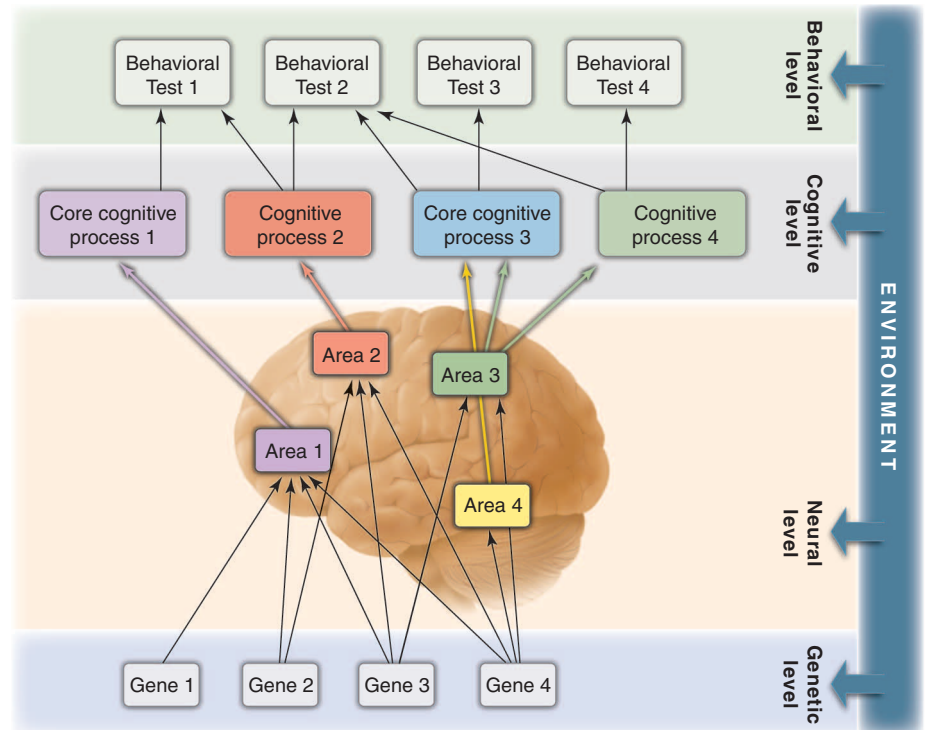 Behavioral
Test 1
Behavioral
Test 2
Behavioral
Test 3
Behavioral
Test 4
Behavioral
level
Core cognitive
process 1
Cognitive
process 2
Core cognitive
process 3
Cognitive
process 4
Cognitive
level
ENVIRONMENT
Area 2
Area 3
Area 1
Area 4
Neural
level
Gene 1
Gene 2
Gene 3
Gene 4
Genetic
level